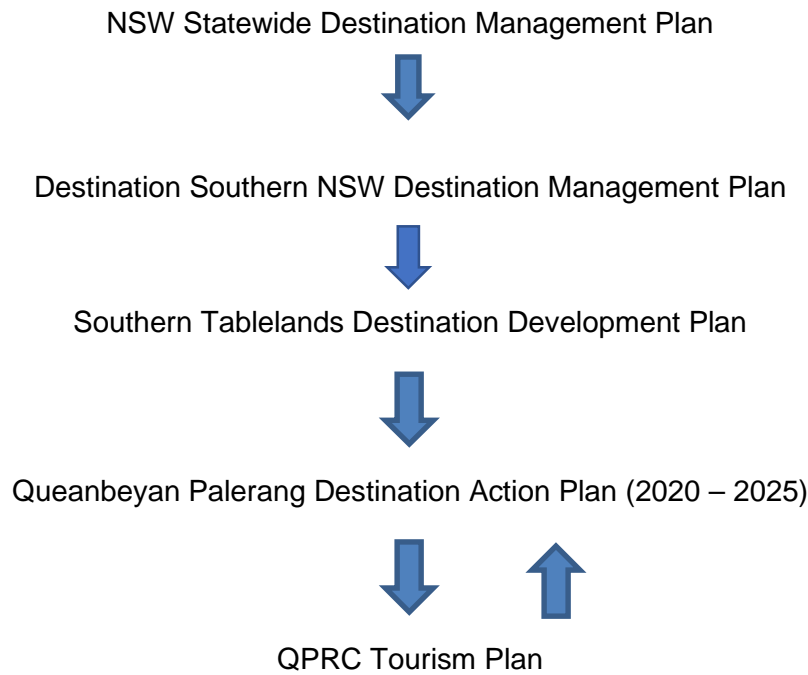 NSW Statewide Destination Management Plan
Destination Southern NSW Destination Management Plan
Southern Tablelands Destination Development Plan
Queanbeyan Palerang Destination Action Plan (2020 – 2025)
QPRC Tourism Plan